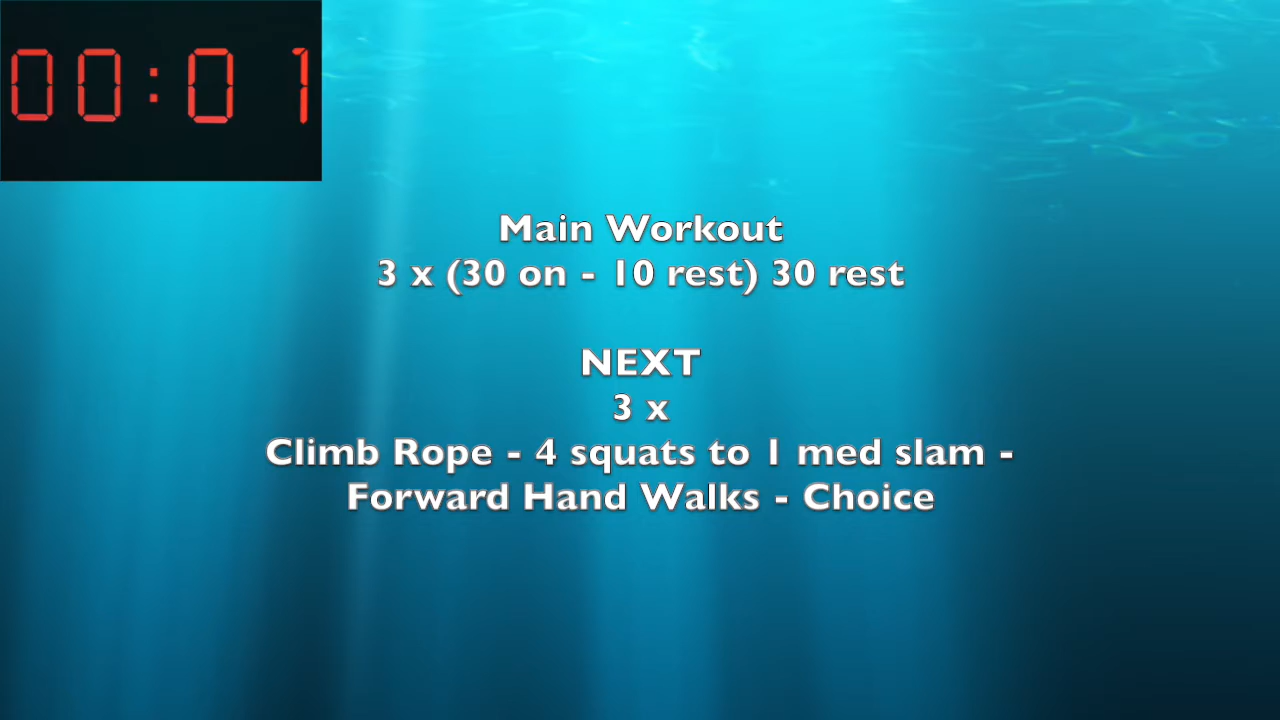 00:01
Main Workout
3 x (30 on - 10 rest) 30 rest
NEXT
3 x
Climb Rope - 4 squats to 1 med slam -
Forward Hand Walks - Choice